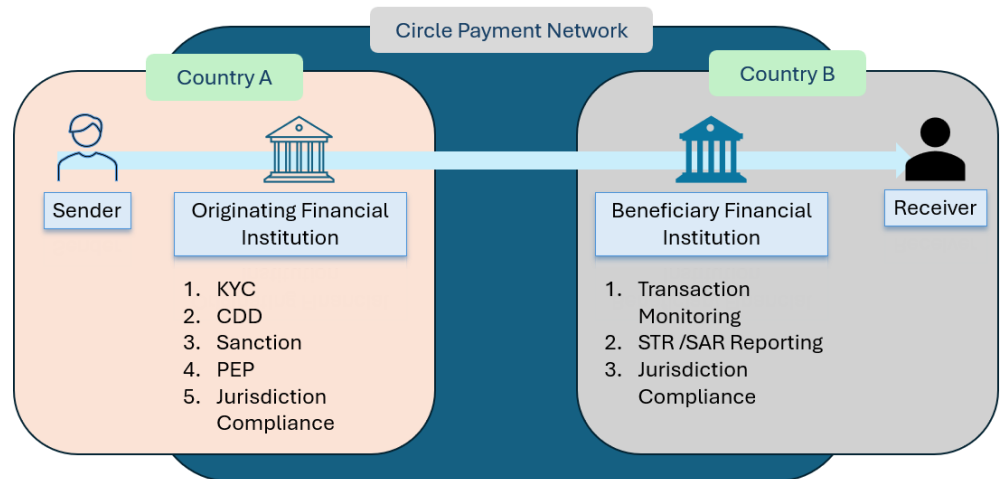 Circle Payment Network
Country A
Country B
Sender
Originating Financial
Institution
Beneficiary Financial
Institution
Receiver
1. KYC
2. CDD
3. Sanction
4. PEP
5. Jurisdiction
Compliance
1. Transaction
Monitoring
2. STR /SAR Reporting
3. Jurisdiction
Compliance